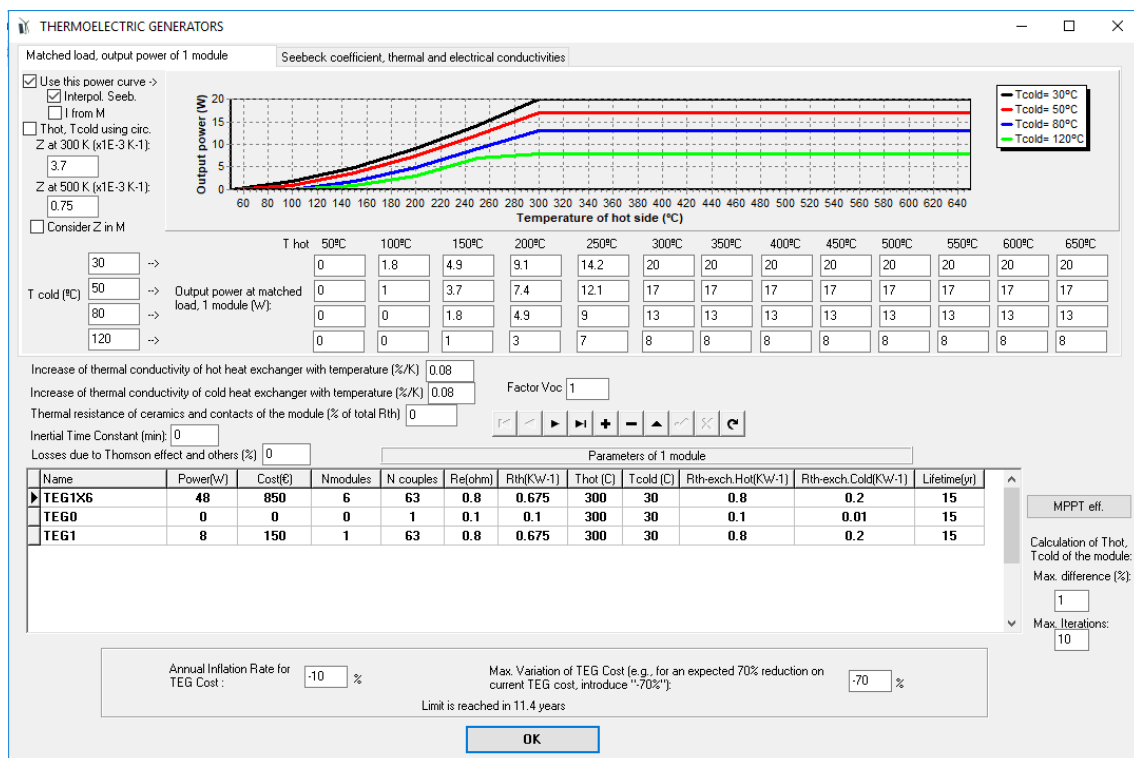 THERMOELECTRIC GENERATORS
Matched load, output power of 1 module
Seebeck coefficient, thermal and electrical conductivities
Use this power curve ->
Interpol. Seeb.
I from M
Thot, Tcold using circ.
Z at 300 K (x1E-3 K-1):
3.7
Z at 500 K (x1E-3 K-1):
0.75
Consider Z in M
Output power (W)
20
15
10
5
0
60 80 100 120 140 160 180 200 220 240 260 280 300 320 340 360 380 400 420 440 460 480 500 520 540 560 580 600 620 640
Temperature of hot side (ºC)
Tcold= 30ºC
Tcold= 50ºC
Tcold= 80ºC
Tcold= 120ºC
T hot 50ºC 100ºC 150ºC 200ºC 250ºC 300ºC 350ºC 400ºC 450ºC 500ºC 550ºC 600ºC 650ºC
30 --> 0 1.8 4.9 9.1 14.2 20 20 20 20 20 20 20 20
T cold (ºC)
50 --> 0 1 3.7 7.4 12.1 17 17 17 17 17 17 17 17
Output power at matched
load, 1 module (W):
80 --> 0 0 1.8 4.9 9 13 13 13 13 13 13 13 13
120 --> 0 0 1 3 7 8 8 8 8 8 8 8 8
Increase of thermal conductivity of hot heat exchanger with temperature (%/K) 0.08
Increase of thermal conductivity of cold heat exchanger with temperature (%/K) 0.08
Factor Voc 1
Thermal resistance of ceramics and contacts of the module (% of total Rth) 0
Inertial Time Constant (min): 0
Losses due to Thomson effect and others (%) 0
Parameters of 1 module
Name Power(W) Cost(€) Nmodules N couples Re(ohm) Rth(KW-1) Thot (C) Tcold (C) Rth-exch.Hot(KW-1) Rth-exch.Cold(KW-1) Lifetime(yr)
TEG1X6 48 850 6 63 0.8 0.675 300 30 0.8 0.2 15
TEG0 0 0 0 1 0.1 0.1 300 30 0.1 0.01 15
TEG1 8 150 1 63 0.8 0.675 300 30 0.8 0.2 15
MPPT eff.
Calculation of Thot,
Tcold of the module:
Max. difference (%):
1
Max. Iterations:
10
Annual Inflation Rate for
TEG Cost :
-10 %
Max. Variation of TEG Cost (e.g., for an expected 70% reduction on
current TEG cost, introduce "-70%"):
-70 %
Limit is reached in 11.4 years
OK